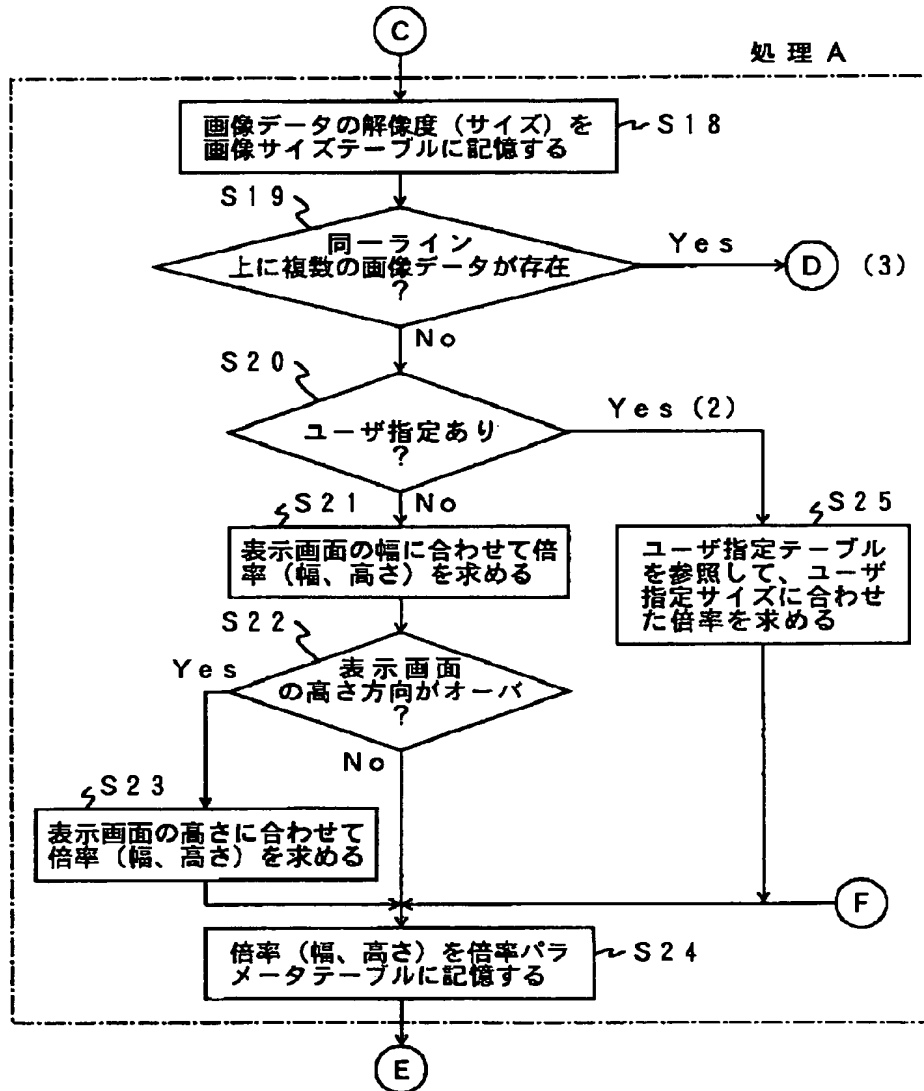 C
処理A
画像データの解像度(サイズ)を
画像サイズテーブルに記憶する
S18
S19
同一ライン
上に複数の画像データが存在
?
Yes
D
(3)
No
S20
ユーザ指定あり
?
Yes(2)
No
S21
表示画面の幅に合わせて倍
率(幅、高さ)を求める
S25
ユーザ指定テーブル
を参照して、ユーザ
指定サイズに合わせ
た倍率を求める
S22
表示画面
の高さ方向がオーバ
?
Yes
No
S23
表示画面の高さに合わせて
倍率(幅、高さ)を求める
F
倍率(幅、高さ)を倍率パラ
メータテーブルに記憶する
S24
E